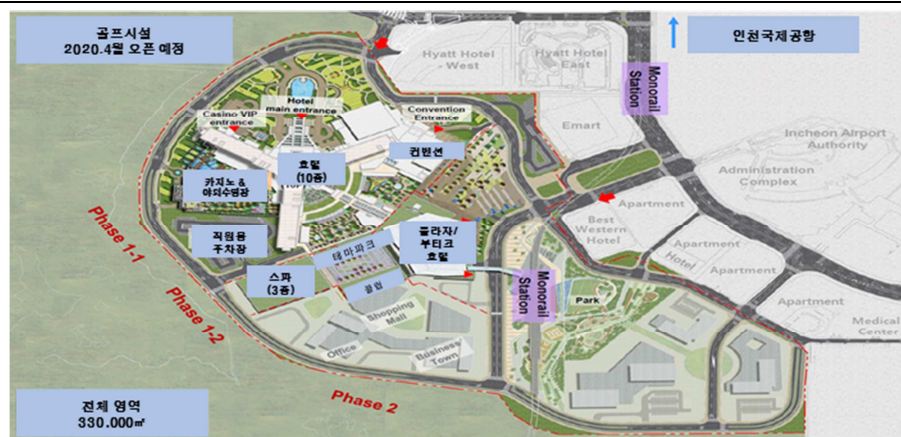 골프시설
2020.4월 오픈 예정
인천국제공항
Hyatt Hotel
- West
Hyatt Hotel
East
Monorail
Station
Casino VIP
entrance
Hotel
main entrance
Convention
Entrance
Emart
Incheon Airport
Authority
Administration
Complex
컨벤션
호텔
(10층)
카지노 &
야외수영장
Apartment
Best
Western
Hotel
직원용
주차장
플라자/
부티크
호텔
테마파크
스파
(3층)
Apartment
Hotel
Apartment
Apartment
Medical
Center
Phase 1-1
Phase 1-2
Phase 2
Monorail
Station
Park
Shopping
Mall
Office
Business
Town
전체 영역
330.000㎡